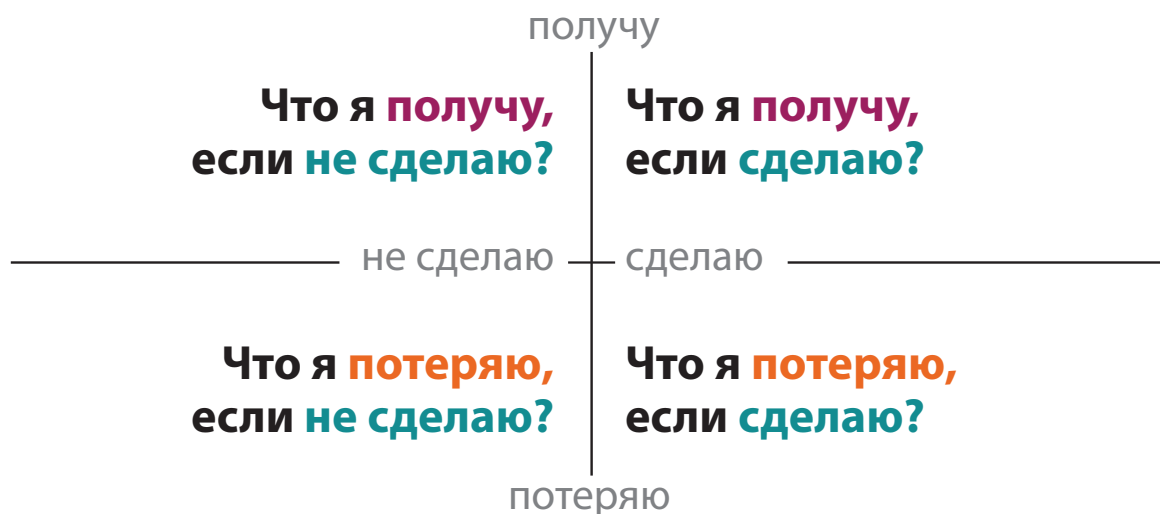 получу
Что я получу,
если не сделаю?
Что я получу,
если сделаю?
не сделаю
сделаю
Что я потеряю,
если не сделаю?
Что я потеряю,
если сделаю?
потеряю